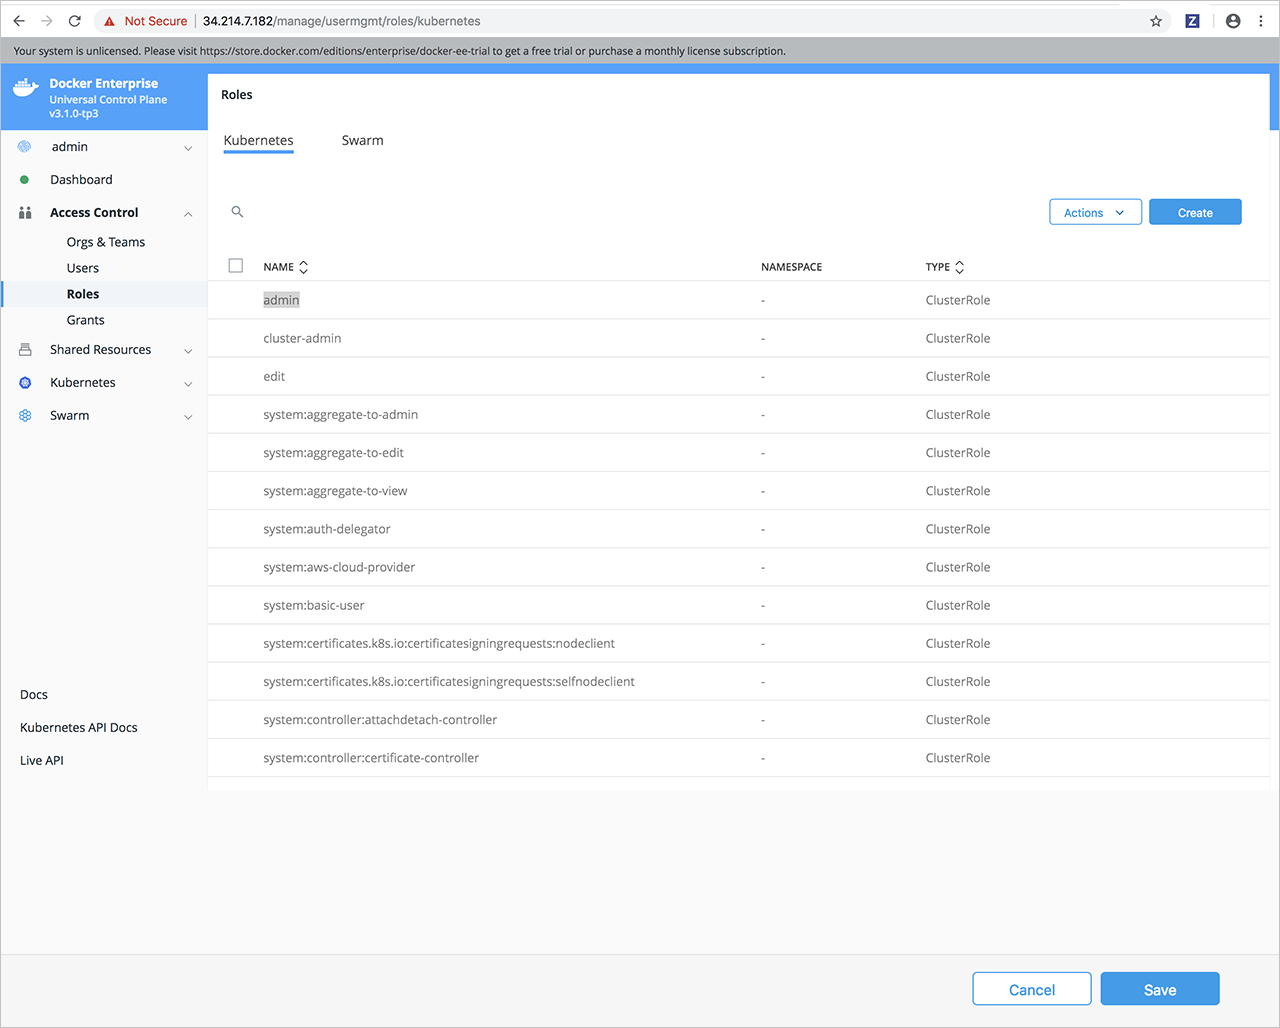 Not Secure | 34.214.7.182/manage/usermgmt/roles/kubernetes
Z
Your system is unlicensed. Please visit https://store.docker.com/editions/enterprise/docker-ee-trial to get a free trial or purchase a monthly license subscription.
Docker Enterprise
Universal Control Plane
v3.1.0-tp3
admin
Dashboard
Access Control
Orgs & Teams
Users
Roles
Grants
Shared Resources
Kubernetes
Swarm
Docs
Kubernetes API Docs
Live API
Roles
Kubernetes Swarm
Actions Create
NAME NAMESPACE TYPE
admin - ClusterRole
cluster-admin - ClusterRole
edit - ClusterRole
system:aggregate-to-admin - ClusterRole
system:aggregate-to-edit - ClusterRole
system:aggregate-to-view - ClusterRole
system:auth-delegator - ClusterRole
system:aws-cloud-provider - ClusterRole
system:basic-user - ClusterRole
system:certificates.k8s.io:certificatesigningrequests:nodeclient - ClusterRole
system:certificates.k8s.io:certificatesigningrequests:selfnodeclient - ClusterRole
system:controller:attachdetach-controller - ClusterRole
system:controller:certificate-controller - ClusterRole
Cancel Save